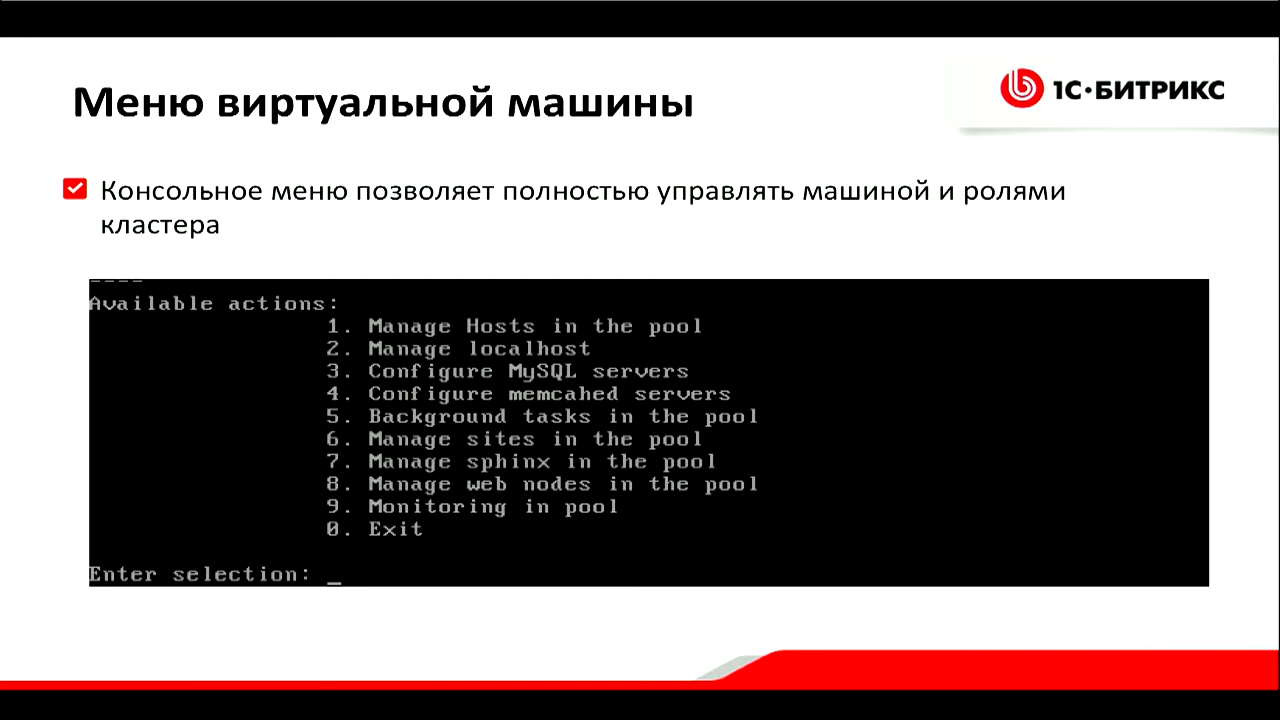 Меню виртуальной машины
1С·БИТРИКС
Консольное меню позволяет полностью управлять машиной и ролями
кластера
----
Available actions:
1. Manage Hosts in the pool
2. Manage localhost
3. Configure MySQL servers
4. Configure memcahed servers
5. Background tasks in the pool
6. Manage sites in the pool
7. Manage sphinx in the pool
8. Manage web nodes in the pool
9. Monitoring in pool
0. Exit
Enter selection: _